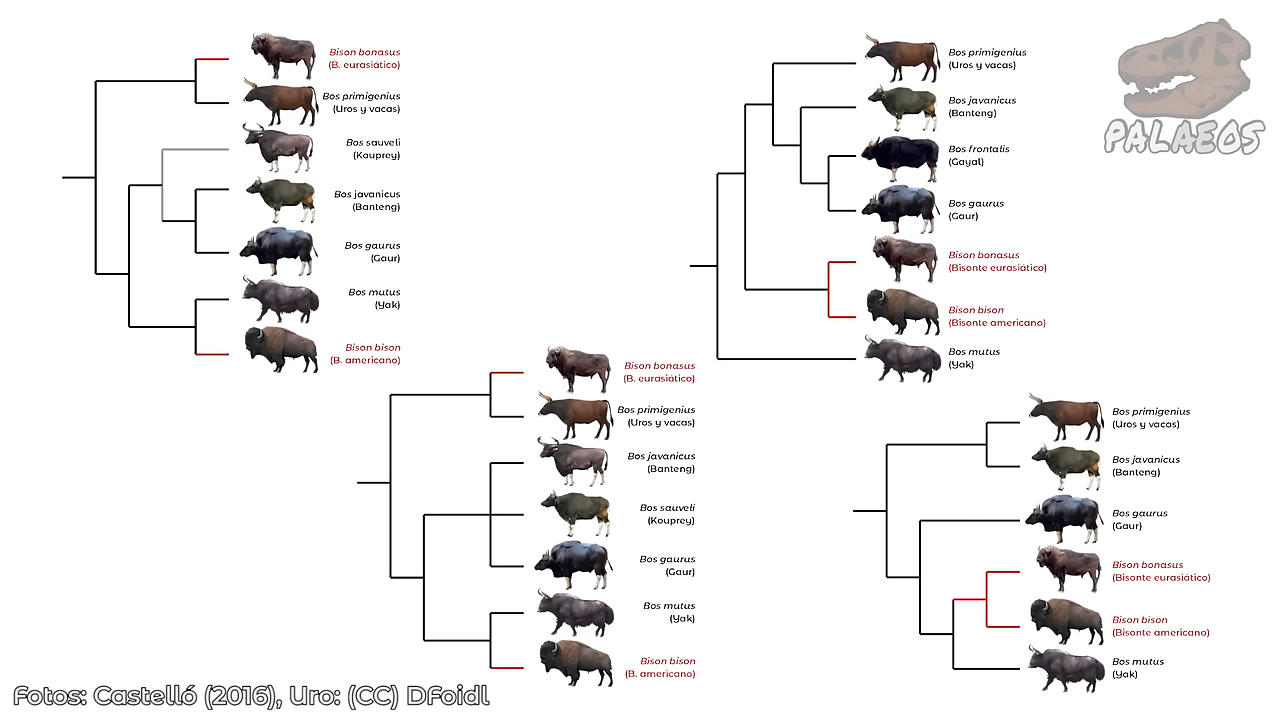 Bison bonasus
(B. eurasiático)
Bos primigenius
(Uros y vacas)
Bos sauveli
(Kouprey)
Bos javanicus
(Banteng)
Bos gaurus
(Gaur)
Bos mutus
(Yak)
Bison bison
(B. americano)
Bos primigenius
(Uros y vacas)
Bos javanicus
(Banteng)
Bos frontalis
(Gayal)
Bos gaurus
(Gaur)
Bison bonasus
(Bisonte eurasiático)
Bison bison
(Bisonte americano)
Bos mutus
(Yak)
PALAEOS
Bison bonasus
(B. eurasiático)
Bos primigenius
(Uros y vacas)
Bos javanicus
(Banteng)
Bos sauveli
(Kouprey)
Bos gaurus
(Gaur)
Bos mutus
(Yak)
Bison bison
(B. americano)
Bos primigenius
(Uros y vacas)
Bos javanicus
(Banteng)
Bos gaurus
(Gaur)
Bison bonasus
(Bisonte eurasiático)
Bison bison
(Bisonte americano)
Bos mutus
(Yak)
Fotos: Castelló (2016), Uro: (CC) DFoidl